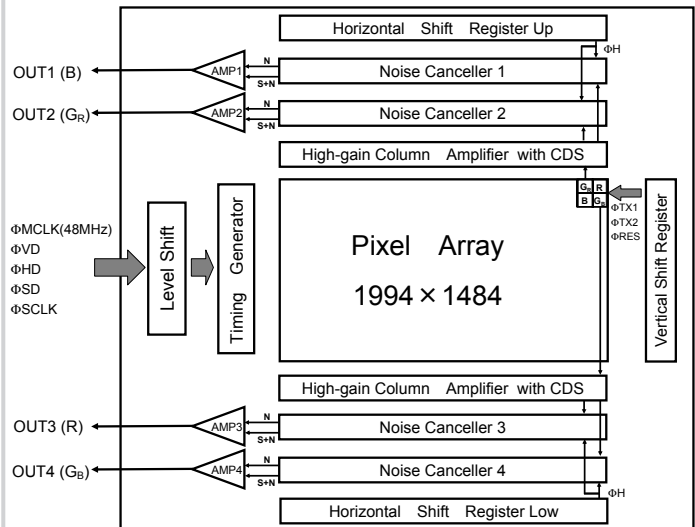 Horizontal Shift Register Up
ΦH
OUT1 (B)
AMP1
N
S+N
Noise Canceller 1
OUT2 (GR)
AMP2
N
S+N
Noise Canceller 2
High-gain Column Amplifier with CDS
GR R
B GB
ΦTX1
ΦTX2
ΦRES
Vertical Shift Register
ΦMCLK(48MHz)
ΦVD
ΦHD
ΦSD
ΦSCLK
Level Shift
Timing Generator
Pixel Array
1994×1484
High-gain Column Amplifier with CDS
OUT3 (R)
AMP3
N
S+N
Noise Canceller 3
OUT4 (GB)
AMP4
N
S+N
Noise Canceller 4
ΦH
Horizontal Shift Register Low